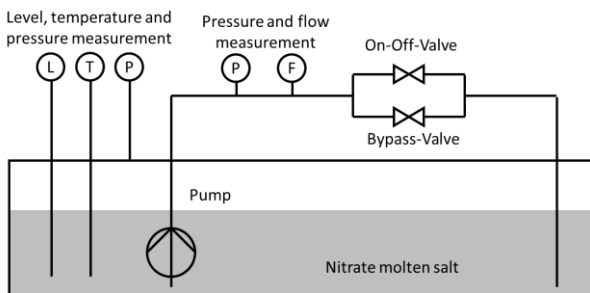 Level, temperature and
pressure measurement
Pressure and flow
measurement
On-Off-Valve
L
T
P
P
F
Bypass-Valve
Pump
Nitrate molten salt